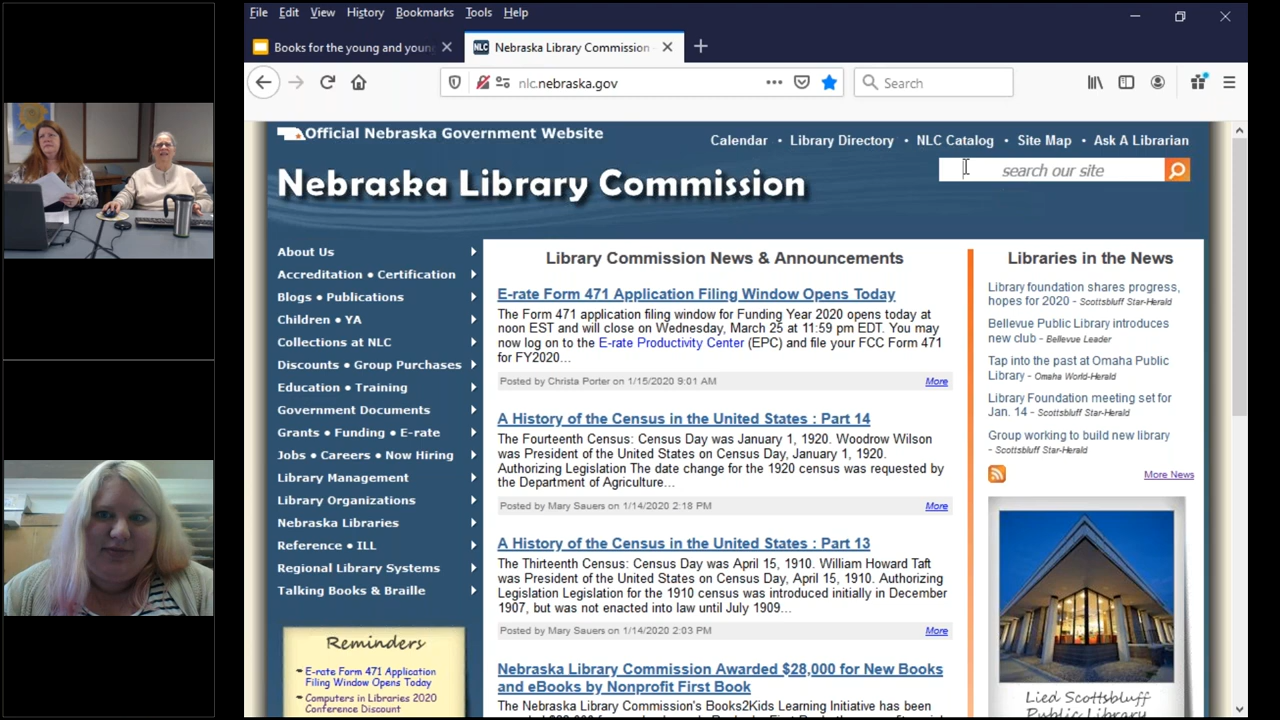 File Edit View History Bookmarks Tools Help
Books for the young and youn
NLC Nebraska Library Commission
nlc.nebraska.gov
Search
Official Nebraska Government Website
Calendar • Library Directory • NLC Catalog • Site Map • Ask A Librarian
search our site
Nebraska Library Commission
About Us
Accreditation • Certification
Blogs • Publications
Children • YA
Collections at NLC
Discounts • Group Purchases
Education • Training
Government Documents
Grants • Funding • E-rate
Jobs • Careers • Now Hiring
Library Management
Library Organizations
Nebraska Libraries
Reference • ILL
Regional Library Systems
Talking Books & Braille
Reminders
E-rate Form 471 Application
Filing Window Opens Today
Computers in Libraries 2020
Conference Discount
Library Commission News & Announcements
E-rate Form 471 Application Filing Window Opens Today
The Form 471 application filing window for Funding Year 2020 opens today at
noon EST and will close on Wednesday, March 25 at 11:59 pm EDT. You may
now log on to the E-rate Productivity Center (EPC) and file your FCC Form 471
for FY2020...
Posted by Christa Porter on 1/15/2020 9:01 AM More
A History of the Census in the United States : Part 14
The Fourteenth Census: Census Day was January 1, 1920. Woodrow Wilson
was President of the United States on Census Day, January 1, 1920.
Authorizing Legislation The date change for the 1920 census was requested by
the Department of Agriculture...
Posted by Mary Sauers on 1/14/2020 2:18 PM More
A History of the Census in the United States : Part 13
The Thirteenth Census: Census Day was April 15, 1910. William Howard Taft
was President of the United States on Census Day, April 15, 1910. Authorizing
Legislation Legislation for the 1910 census was introduced initially in December
1907, but was not enacted into law until July 1909...
Posted by Mary Sauers on 1/14/2020 2:03 PM More
Nebraska Library Commission Awarded $28,000 for New Books
and eBooks by Nonprofit First Book
The Nebraska Library Commission's Books2Kids Learning Initiative has been
Libraries in the News
Library foundation shares progress,
hopes for 2020 - Scottsbluff Star-Herald
Bellevue Public Library introduces
new club - Bellevue Leader
Tap into the past at Omaha Public
Library - Omaha World-Herald
Library Foundation meeting set for
Jan. 14 - Scottsbluff Star-Herald
Group working to build new library
- Scottsbluff Star-Herald
More News
Lied Scottsbluff
Public Library